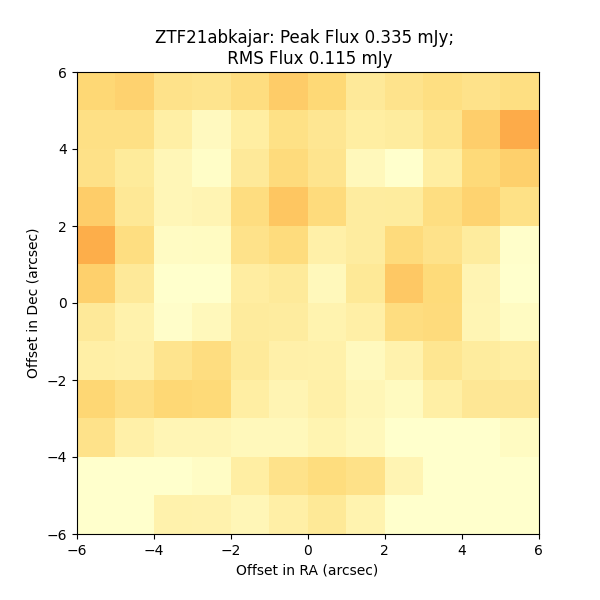 ZTF21abkajar: Peak Flux 0.335 mJy;
RMS Flux 0.115 mJy
6
4
2
0
−2
−4
−6
Offset in Dec (arcsec)
−6 −4 −2 0 2 4 6
Offset in RA (arcsec)